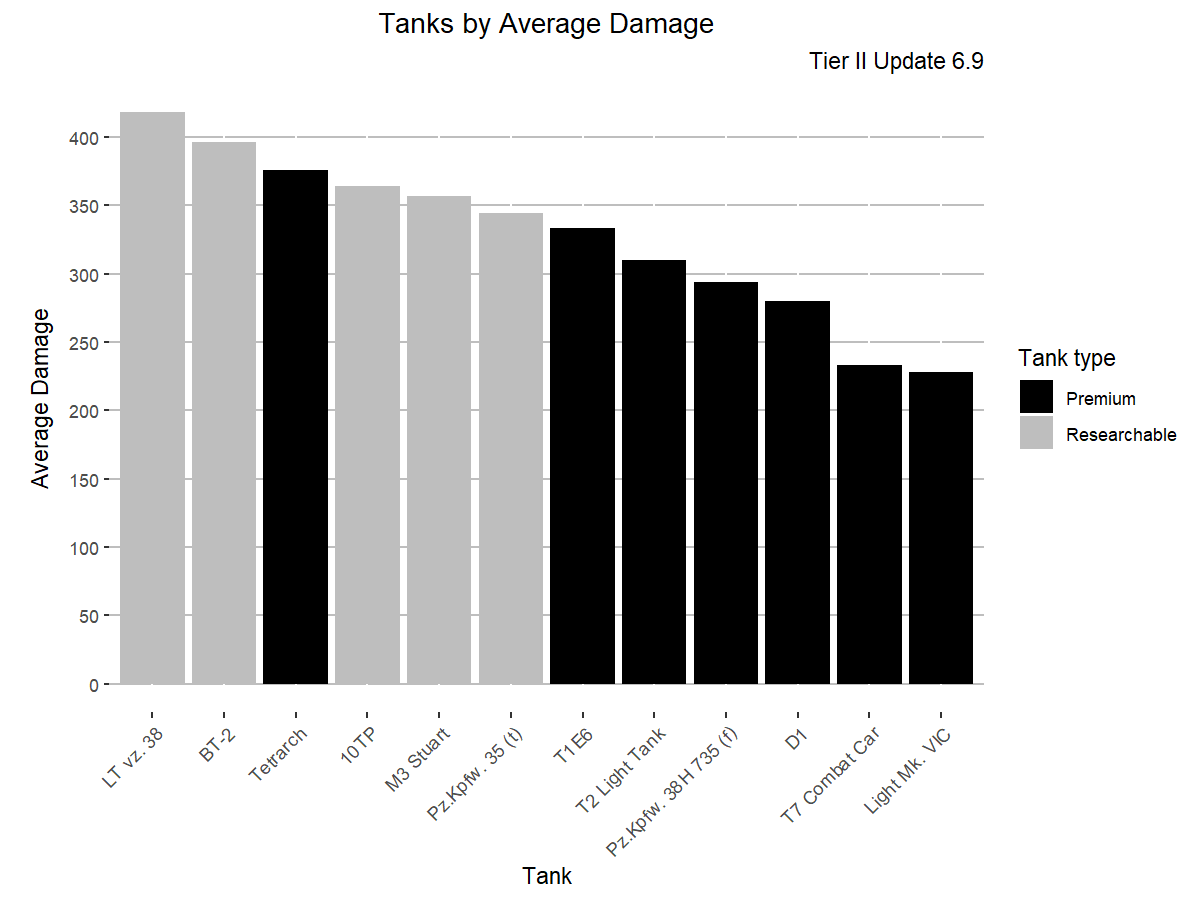 Tanks by Average Damage
Tier II Update 6.9
Average Damage
400
350
300
250
200
150
100
50
0
LT vz. 38
BT-2
Tetrarch
10TP
M3 Stuart
Pz.Kpfw. 35 (t)
T1E6
T2 Light Tank
Pz.Kpfw. 38H 735 (f)
D1
T7 Combat Car
Light Mk. VIC
Tank
Tank type
Premium
Researchable